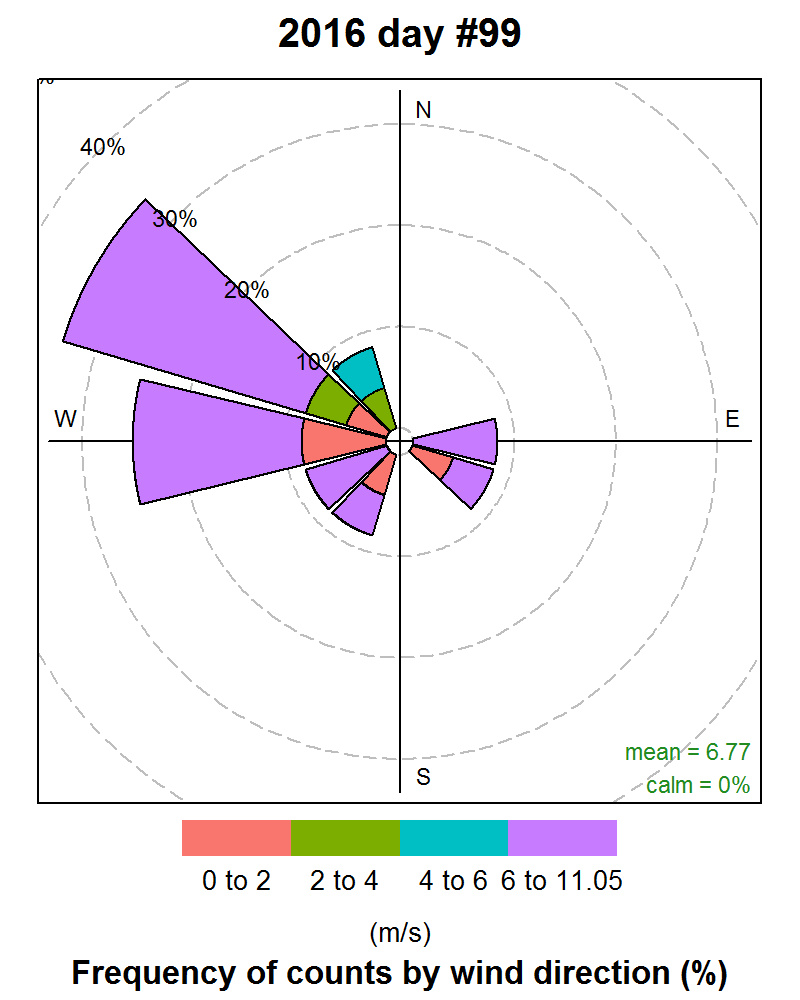 2016 day #99
%
N
40%
30%
20%
10%
W
E
S
mean = 6.77
calm = 0%
0 to 2 2 to 4 4 to 6 6 to 11.05
(m/s)
Frequency of counts by wind direction (%)